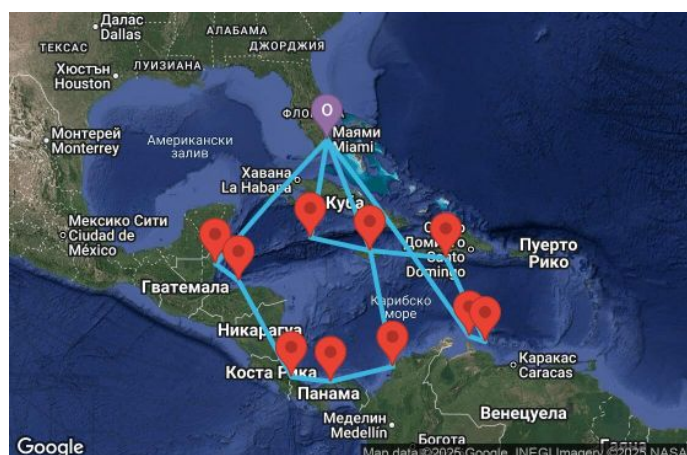 Далас
Dallas
АЛАБАМА
ТЕКСАС
ДЖОРДЖИЯ
ЛУИЗИАНА
Хюстън
Houston
O
Маями
Miami
Монтерей
Monterrey
Американски
залив
Хавана
La Habana
Куба
Мексико Сити
Ciudad de
México
Доминго
Santo
Domingo
Пуерто
Рико
Гватемала
Карибско
море
Никарагуа
Коста Рика
Каракас
Caracas
Панама
Венецуела
Меделин
Medellín
Богота
Google
Map data ©2025 Google, INEGI Imagery ©2025 NASA